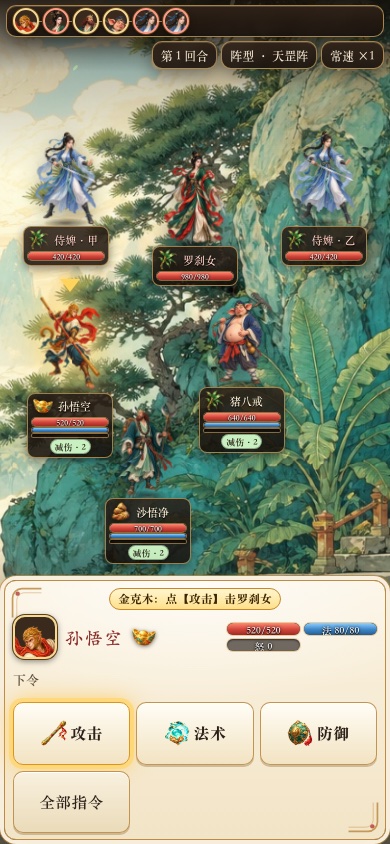 第1回合
阵型 · 天罡阵
常速 ×1
侍婢·甲
420/420
罗刹女
980/980
侍婢·乙
420/420
孙悟空
520/520
减伤·2
猪八戒
640/640
减伤·2
沙悟净
700/700
减伤·2
金克木：点【攻击】击罗刹女
孙悟空
520/520
法 80/80
怒 0
下令
攻击
法术
防御
全部指令